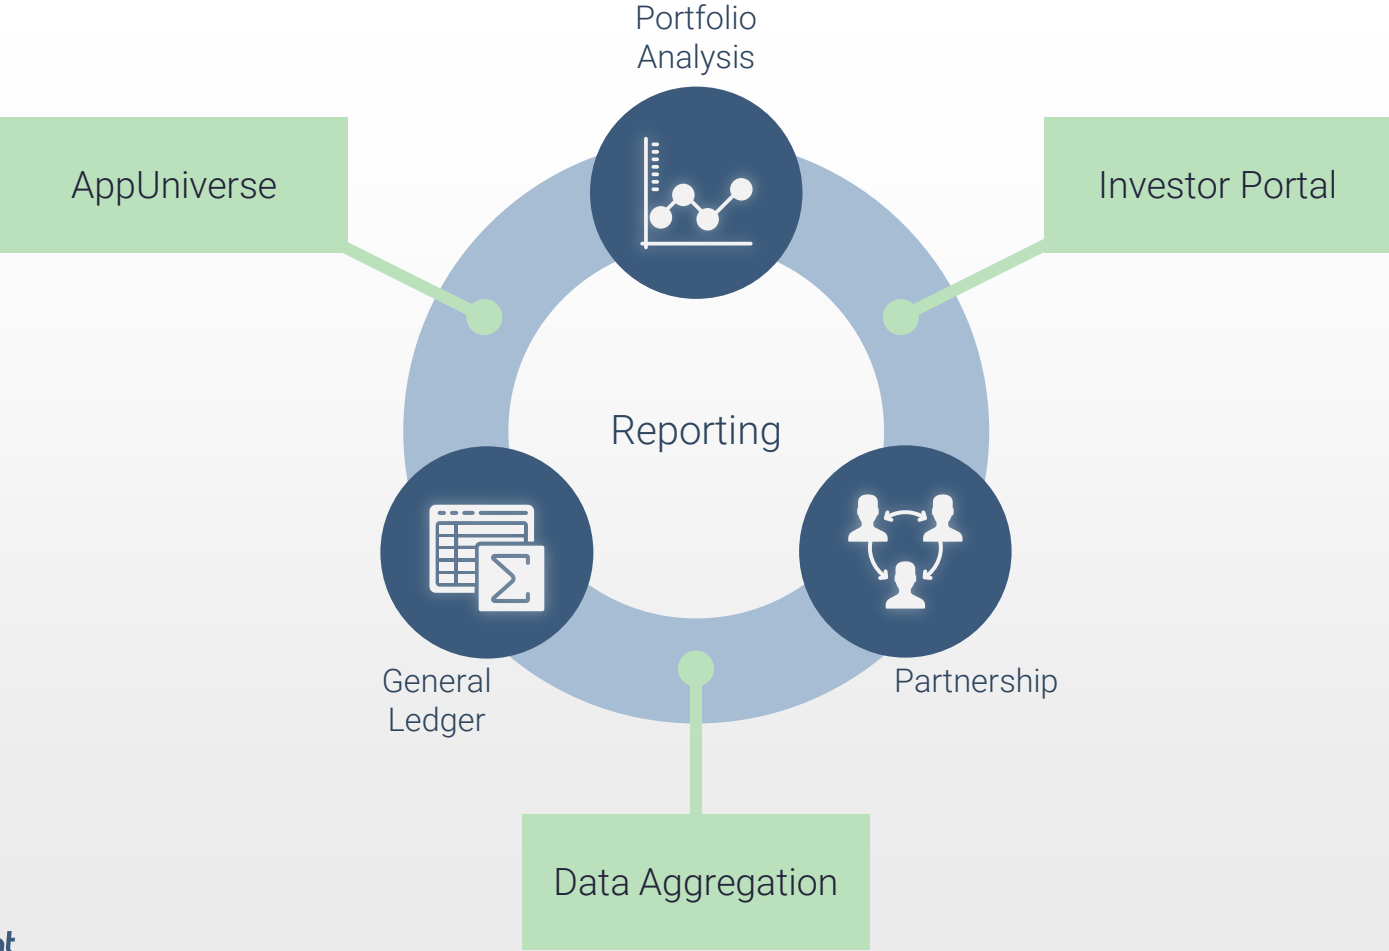 Portfolio
Analysis
AppUniverse
Investor Portal
Reporting
Σ
General
Ledger
Partnership
Data Aggregation